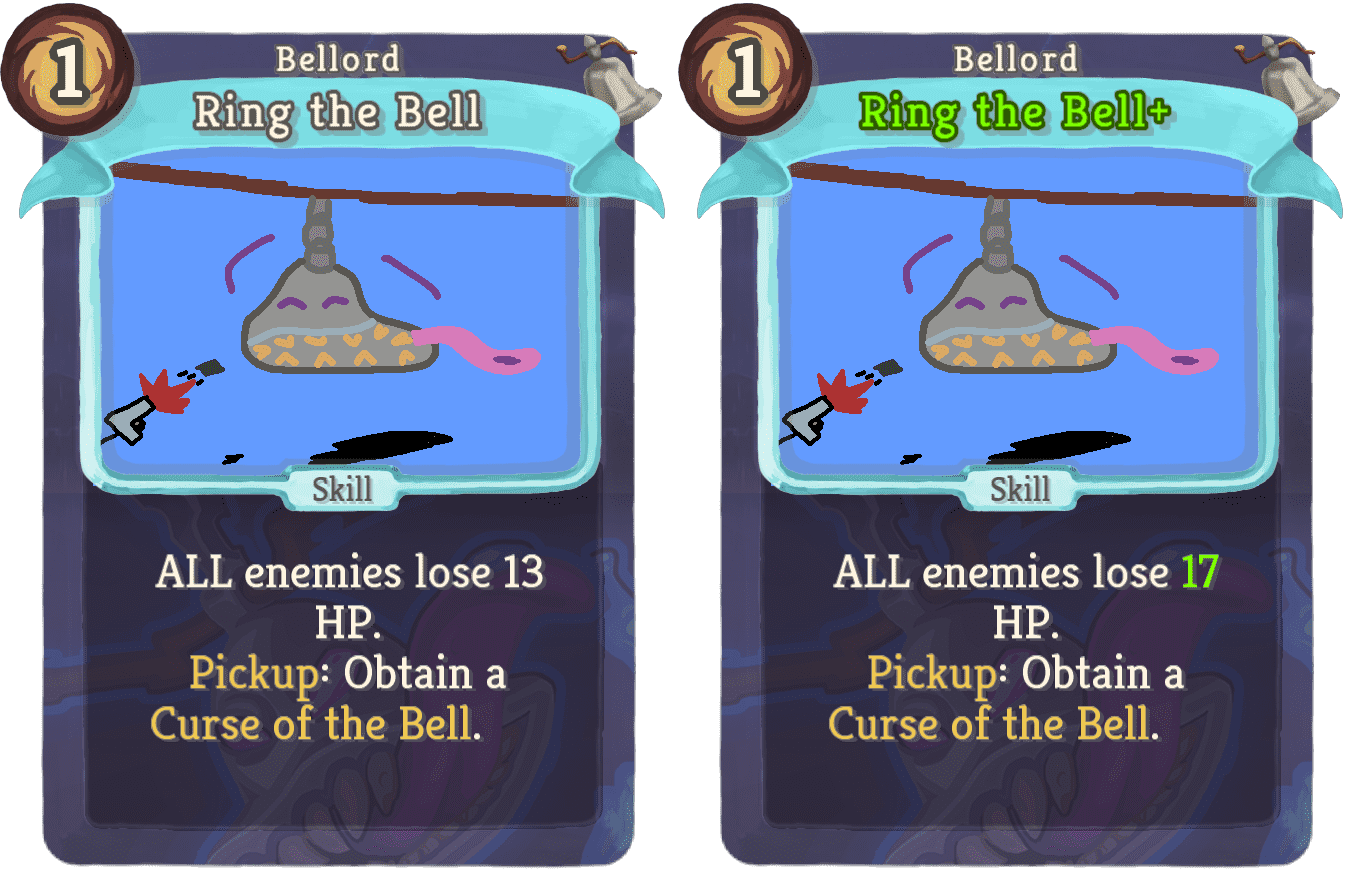 1
Bellord
Ring the Bell
Skill
ALL enemies lose 13
HP.
Pickup: Obtain a
Curse of the Bell.
1
Bellord
Ring the Bell+
Skill
ALL enemies lose 17
HP.
Pickup: Obtain a
Curse of the Bell.